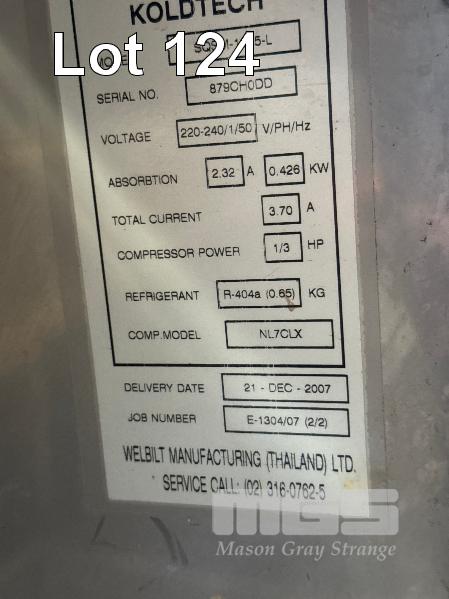 KOLDTECH
Lot 124
SERIAL NO. 879CH0DD
VOLTAGE 220-240/1/50 V/PH/Hz
ABSORBTION 2.32 A 0.426 KW
TOTAL CURRENT 3.70 A
COMPRESSOR POWER 1/3 HP
REFRIGERANT R-404a (0.65) KG
COMP.MODEL NL7CLX
DELIVERY DATE 21 - DEC - 2007
JOB NUMBER E-1304/07 (2/2)
WELBILT MANUFACTURING (THAILAND) LTD.
SERVICE CALL: (02) 316-0762-5
MGS
Mason Gray Strange